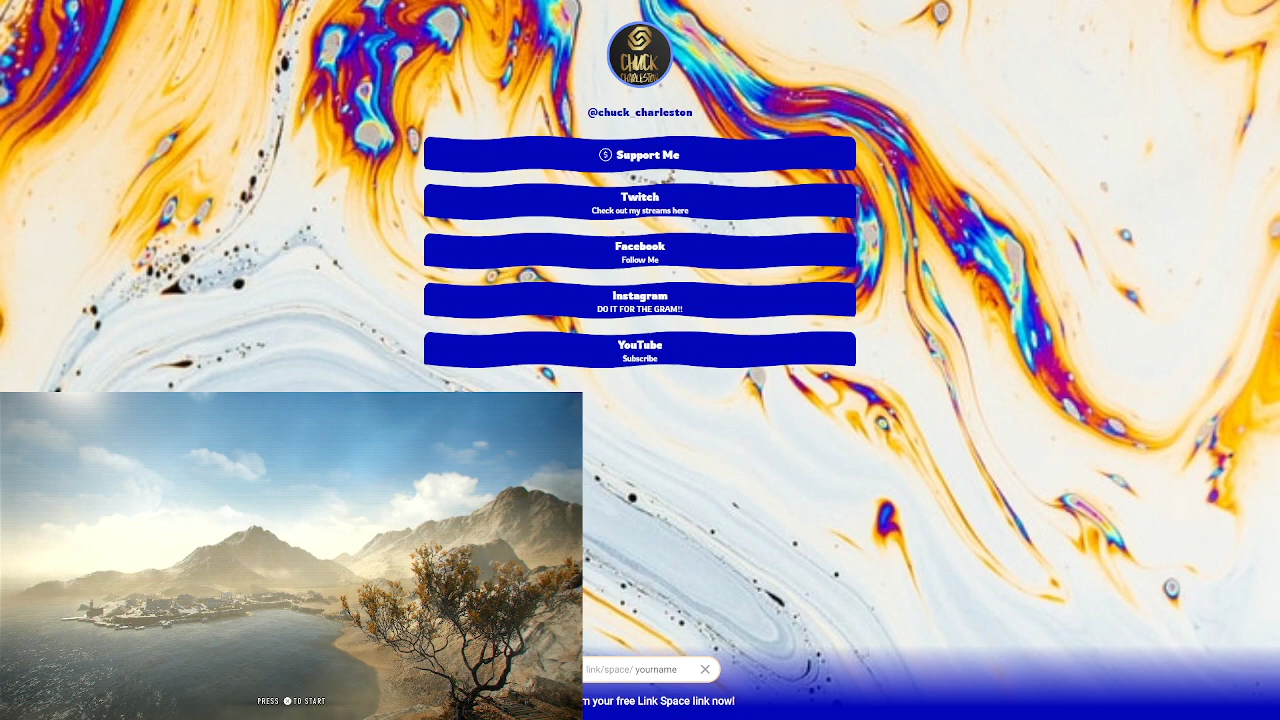 CHUCK
CHARLESTON
@chuck_charleston
Support Me
Twitch
Check out my streams here
Facebook
Follow Me
Instagram
DO IT FOR THE GRAM!!
YouTube
Subscribe
link/space/ yourname
your free Link Space link now!
PRESS ⓧ TO START